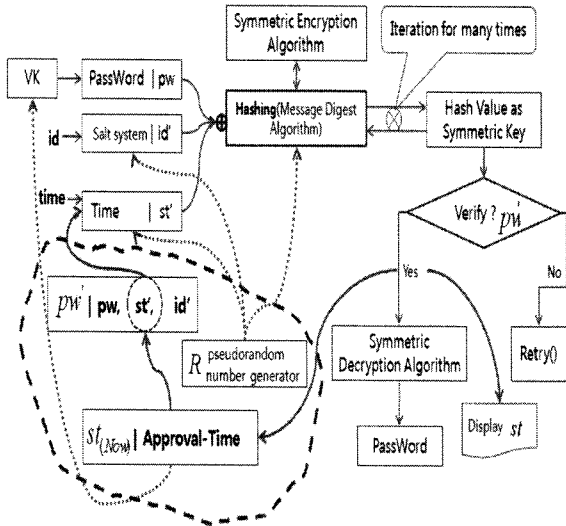 Symmetric Encryption
Algorithm
Iteration for many times
VK
PassWord | pw
Hashing(Message Digest
Algorithm)
Hash Value as
Symmetric Key
id
Salt system | id'
time
Time | st'
Verify ? pw'
Yes
No
pw' | pw, st', id'
R pseudorandom
number generator
Symmetric
Decryption Algorithm
Retry()
st(Now) | Approval-Time
PassWord
Display st